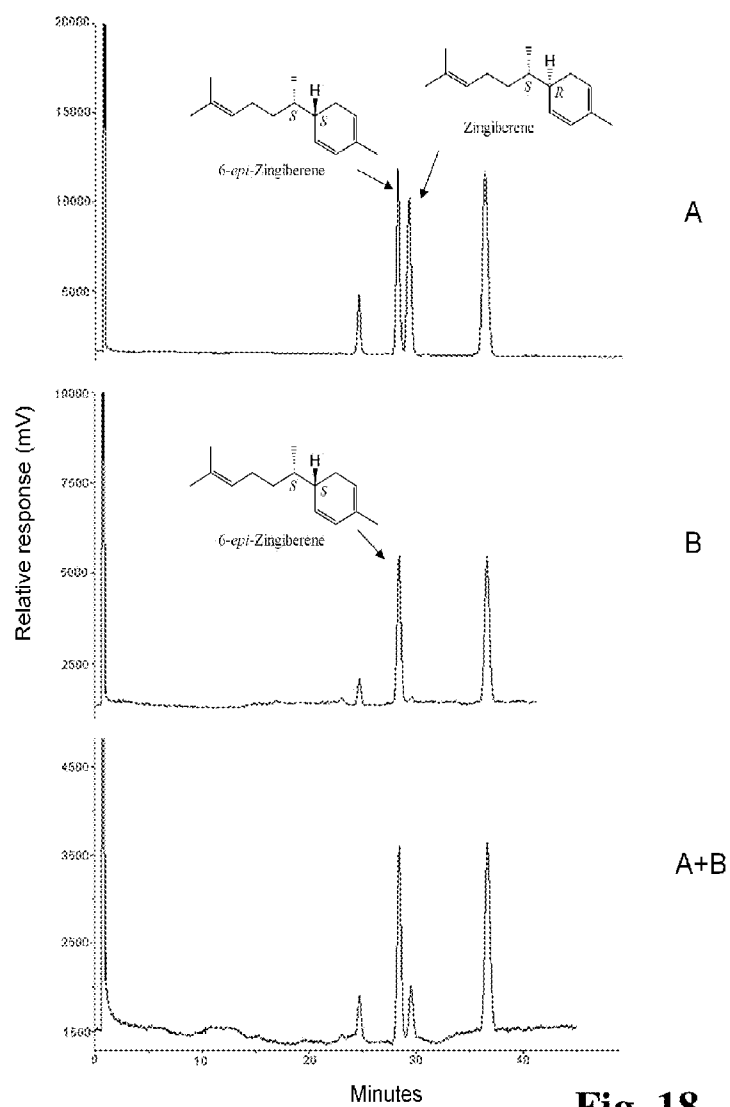 20000
H
S
R
Zingiberene
H
S
S
15000
6-epi-Zingiberene
10000
A
5000
10000
H
S
S
7500
6-epi-Zingiberene
B
5000
2500
4500
3500
A+B
2500
1500
0 10 20 30 40
Minutes
Relative response (mV)
Fig. 18